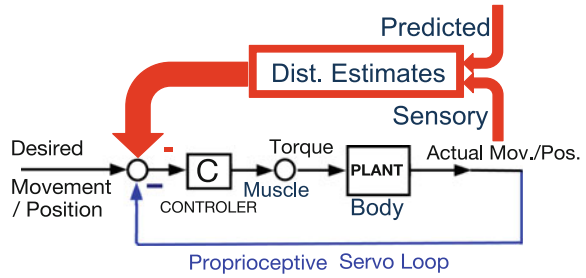 Predicted
Dist. Estimates
Sensory
Desired
Movement
/ Position
-
-
C
CONTROLER
Muscle
Torque
PLANT
Body
Actual Mov./Pos.
Proprioceptive Servo Loop